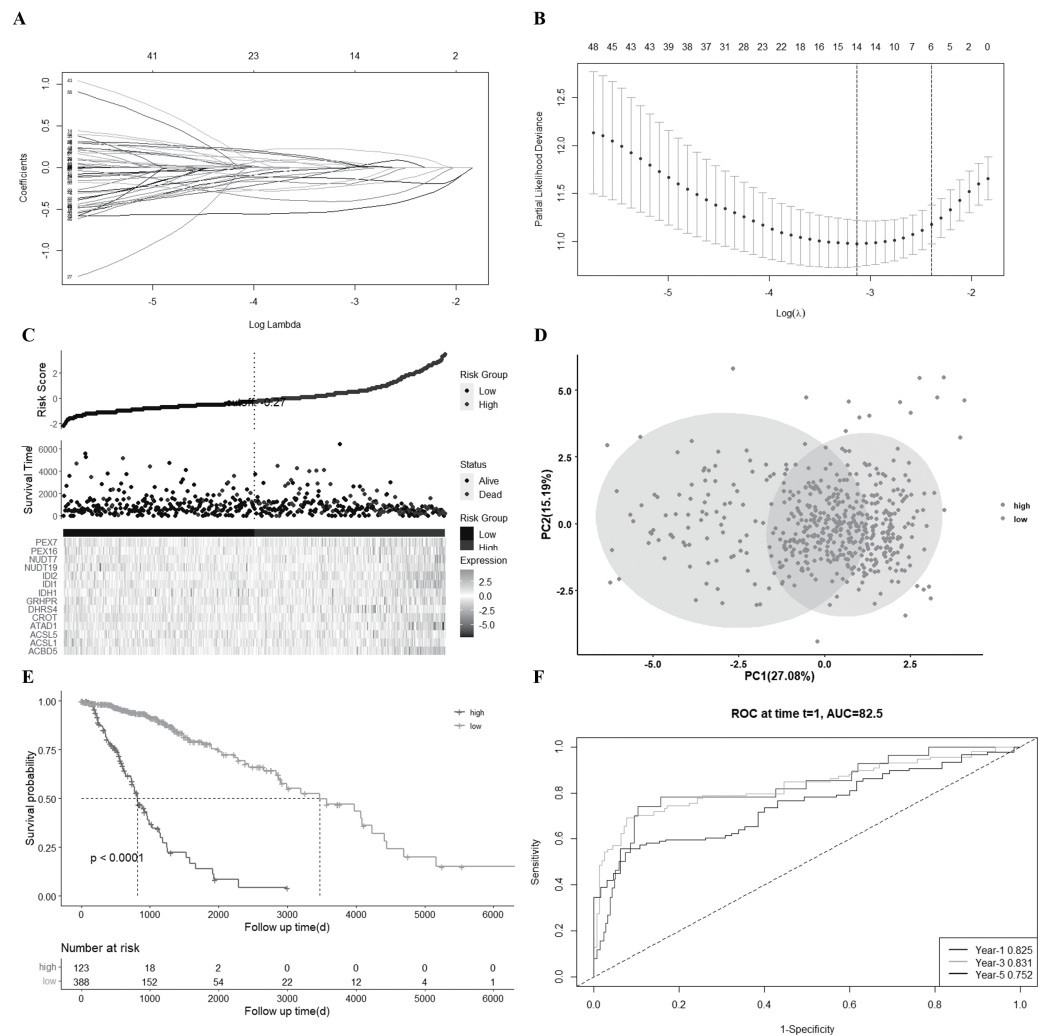 A
41 23 14 2
1.0
0.5
0.0
-0.5
-1.0
Coefficients
27
-5 -4 -3 -2
Log Lambda
B
48 45 43 43 39 38 37 31 28 23 22 18 16 15 14 14 10 7 6 5 2 0
12.5
12.0
11.5
11.0
Partial Likelihood Deviance
-5 -4 -3 -2
Log(λ)
C
Risk Score
2
0
-2
Risk Group
Low
High
Survival Time
6000
4000
2000
0
Status
Alive
Dead
Risk Group
Low
High
PEX7
PEX16
NUDT7
NUDT19
IDI2
IDI1
IDH1
GRHPR
DHRS4
CROT
ATAD1
ACSL5
ACSL1
ACBD5
Expression
2.5
0.0
-2.5
-5.0
D
5.0
2.5
0.0
-2.5
PC2(15.19%)
-5.0 -2.5 0.0 2.5
PC1(27.08%)
high
low
E
1.00
0.75
0.50
0.25
0.00
Survival probability
high
low
p < 0.0001
0 1000 2000 3000 4000 5000 6000
Follow up time(d)
Number at risk
high 123 18 2 0 0 0 0
low 388 152 54 22 12 4 1
0 1000 2000 3000 4000 5000 6000
Follow up time(d)
F
ROC at time t=1, AUC=82.5
1.0
0.8
0.6
0.4
0.2
0.0
Sensitivity
Year-1 0.825
Year-3 0.831
Year-5 0.752
0.0 0.2 0.4 0.6 0.8 1.0
1-Specificity